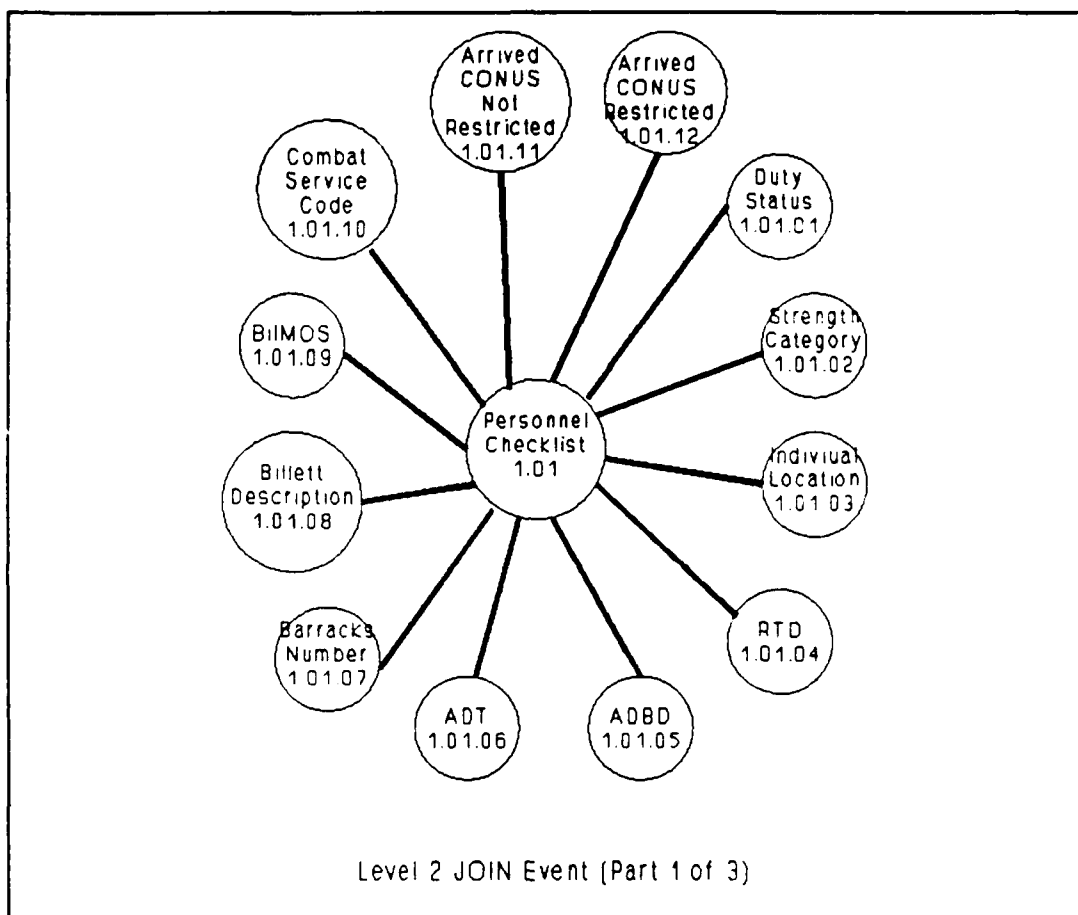 Arrived
CONUS
Not
Restricted
1.01.11
Arrived
CONUS
Restricted
1.01.12
Combat
Service
Code
1.01.10
Duty
Status
1.01.01
BilMOS
1.01.09
Strength
Category
1.01.02
Personnel
Checklist
1.01
Billett
Description
1.01.08
Indiviual
Location
1.01.03
Barracks
Number
1.01.07
RTD
1.01.04
ADT
1.01.06
ADBD
1.01.05
Level 2 JOIN Event (Part 1 of 3)